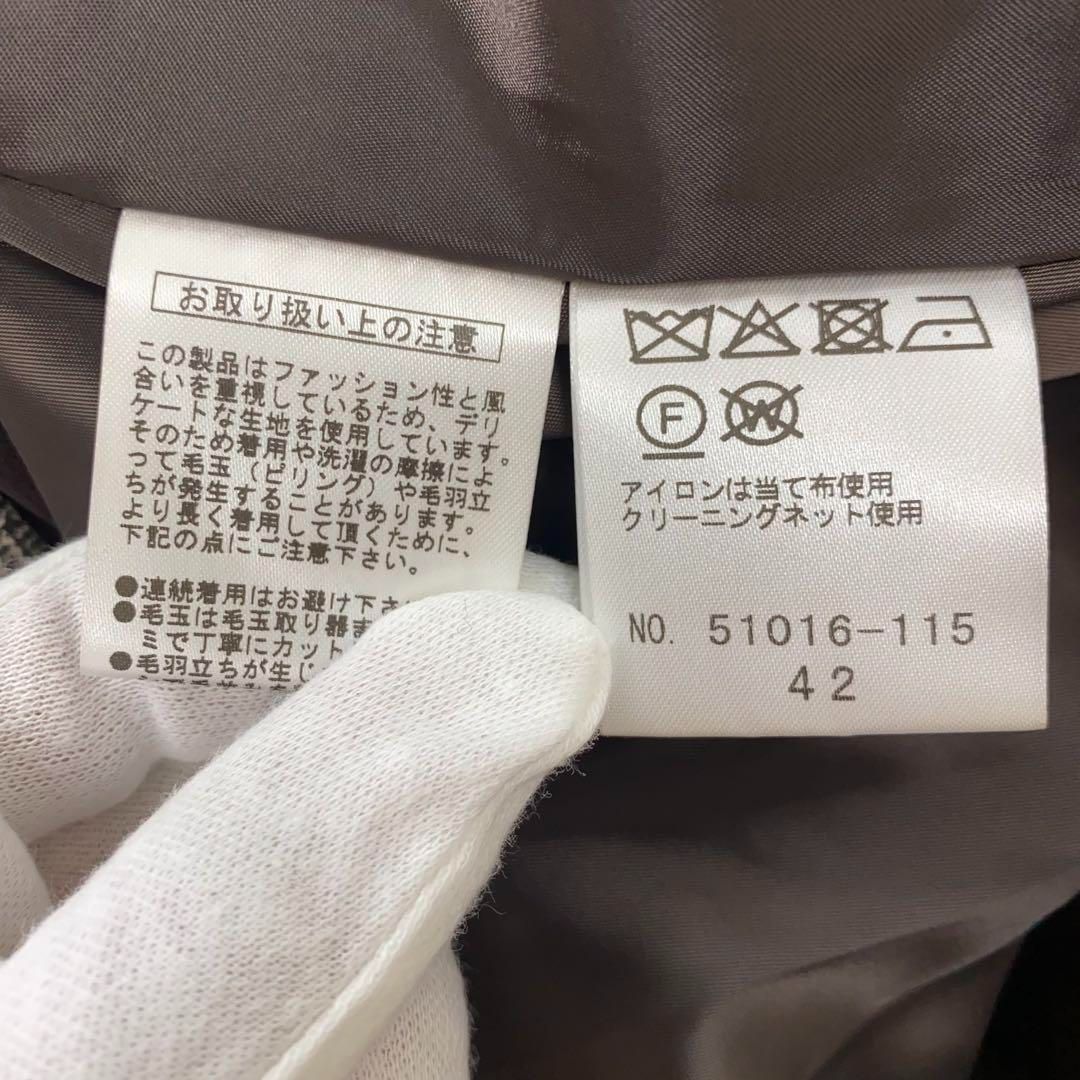 お取り扱い上の注意
この製品はファッション性と風
合いを重視しているため、デリ
ケートな生地を使用しています。
そのため着用や洗濯の摩擦によ
って毛玉(ピリング)や毛羽立
ちが発生することがあります。
より長く着用して頂くために、
下記の点にご注意下さい。
●連続着用はお避け下さ
●毛玉は毛玉取り器ま
ミで丁寧にカット
●毛羽立ちが生じ
F
W
アイロンは当て布使用
クリーニングネット使用
NO. 51016-115
42